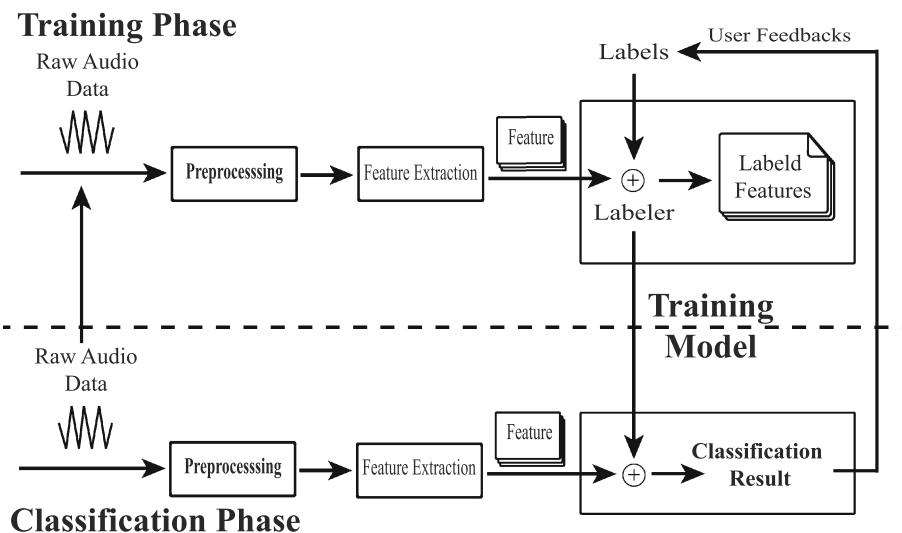 Training Phase
Raw Audio
Data
User Feedbacks
Labels
Preprocesssing
Feature Extraction
Feature
Labeler
Labeld
Features
Training
Model
Raw Audio
Data
Preprocesssing
Feature Extraction
Feature
Classification
Result
Classification Phase